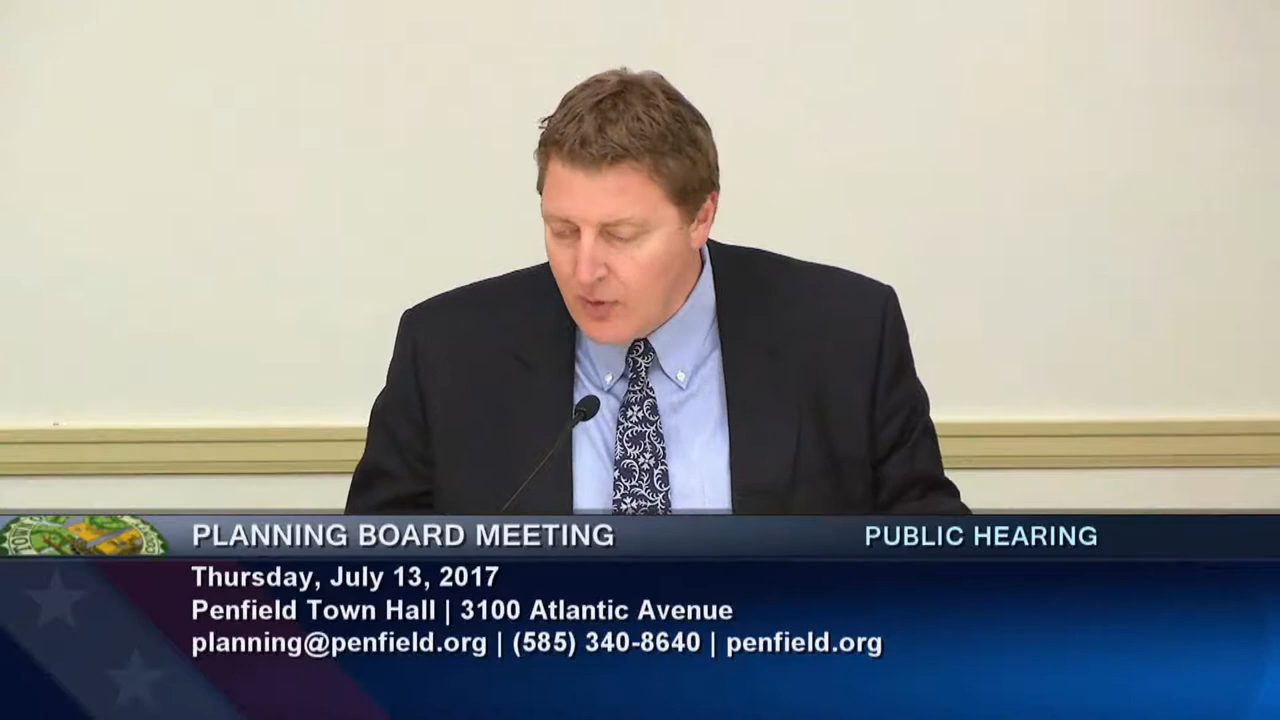 PLANNING BOARD MEETING
PUBLIC HEARING
Thursday, July 13, 2017
Penfield Town Hall | 3100 Atlantic Avenue
planning@penfield.org | (585) 340-8640 | penfield.org
TOWN